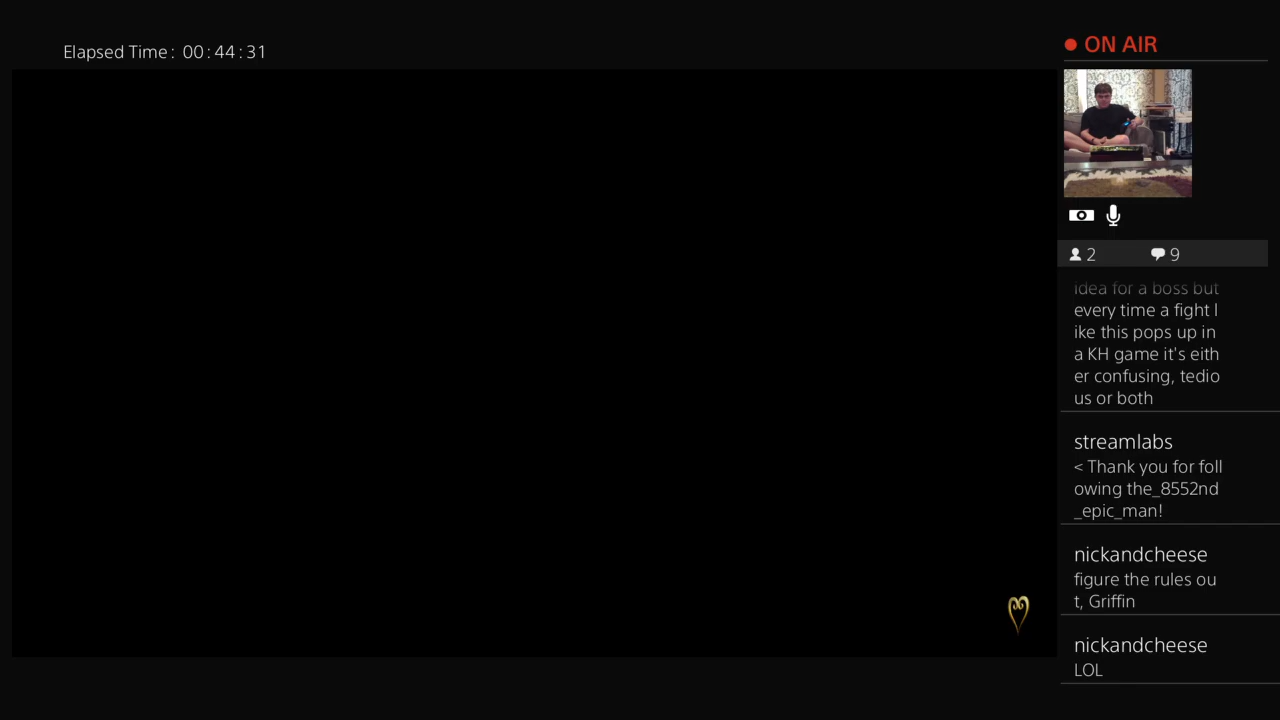 Elapsed Time: 00:44:31
ON AIR
2 9
idea for a boss but
every time a fight l
ike this pops up in
a KH game it's eith
er confusing, tedio
us or both
streamlabs
< Thank you for foll
owing the_8552nd
_epic_man!
nickandcheese
figure the rules ou
t, Griffin
nickandcheese
LOL